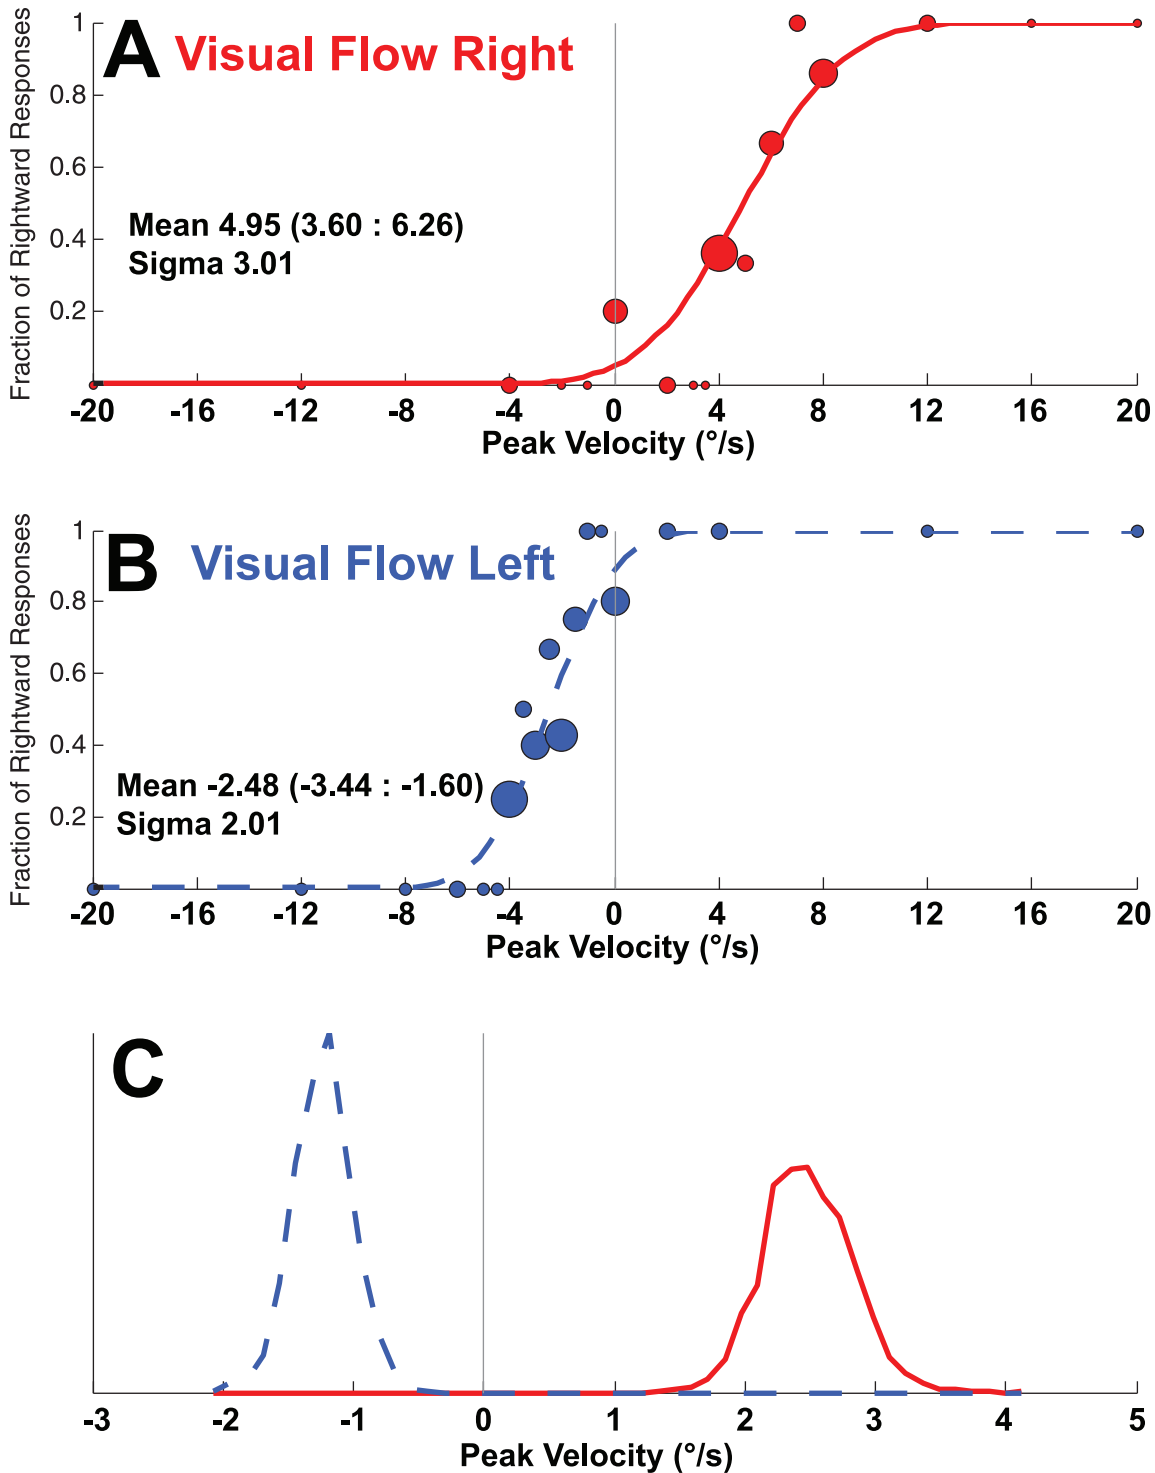 A Visual Flow Right
Fraction of Rightward Responses
1
0.8
0.6
0.4
0.2
Mean 4.95 (3.60 : 6.26)
Sigma 3.01
-20 -16 -12 -8 -4 0 4 8 12 16 20
Peak Velocity (°/s)
B Visual Flow Left
Fraction of Rightward Responses
1
0.8
0.6
0.4
0.2
Mean -2.48 (-3.44 : -1.60)
Sigma 2.01
-20 -16 -12 -8 -4 0 4 8 12 16 20
Peak Velocity (°/s)
C
-3 -2 -1 0 1 2 3 4 5
Peak Velocity (°/s)